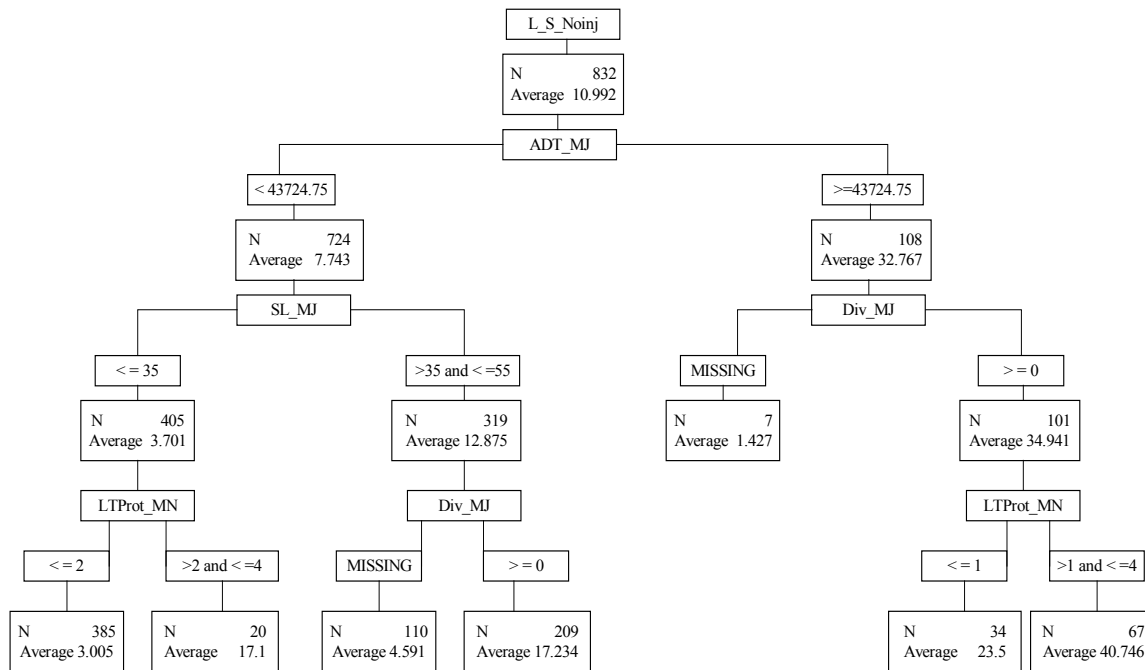 L_S_Noinj
N 832
Average 10.992
ADT_MJ
< 43724.75
>=43724.75
N 724
Average 7.743
N 108
Average 32.767
SL_MJ
Div_MJ
< = 35
>35 and < =55
MISSING
> = 0
N 405
Average 3.701
N 319
Average 12.875
N 7
Average 1.427
N 101
Average 34.941
LTProt_MN
Div_MJ
LTProt_MN
< = 2
>2 and < =4
MISSING
> = 0
< = 1
>1 and < =4
N 385
Average 3.005
N 20
Average 17.1
N 110
Average 4.591
N 209
Average 17.234
N 34
Average 23.5
N 67
Average 40.746